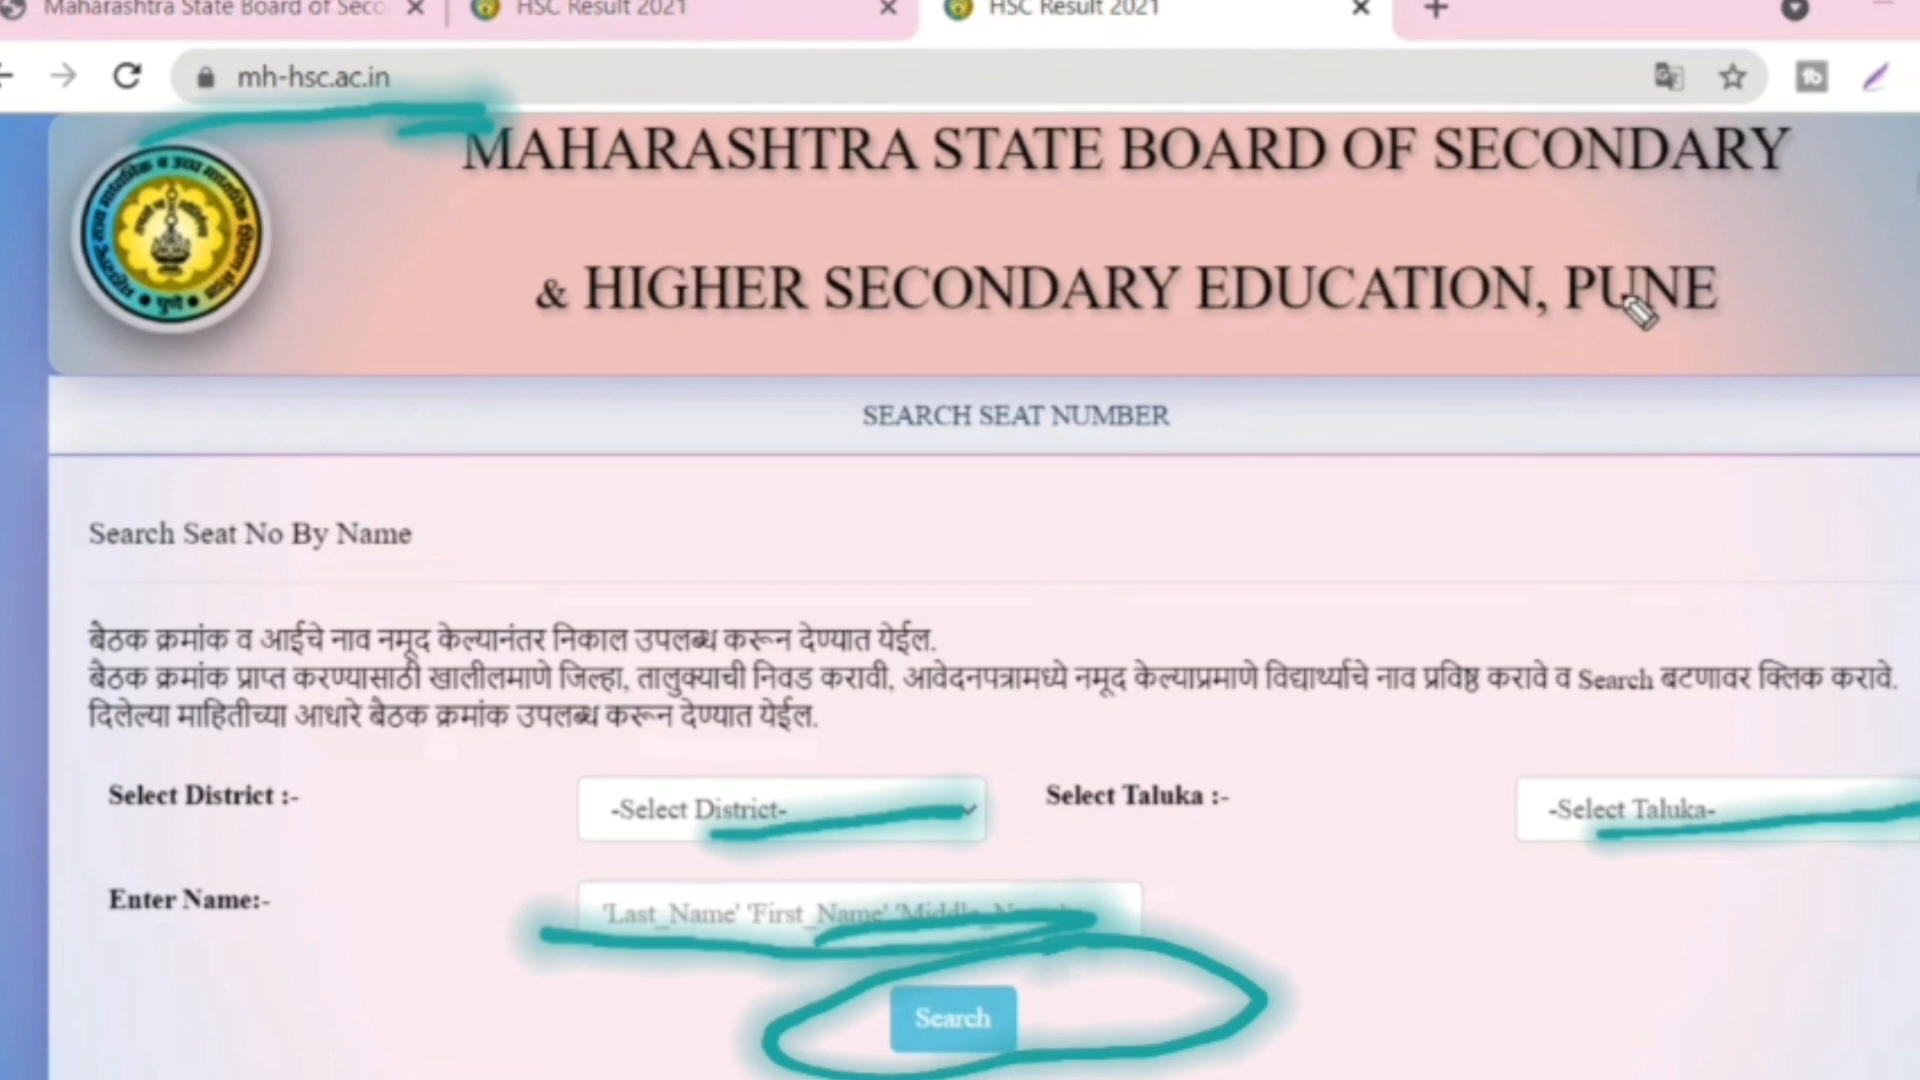 Maharashtra State Board of Seco
HSC Result 2021
HSC Result 2021
mh-hsc.ac.in
MAHARASHTRA STATE BOARD OF SECONDARY
& HIGHER SECONDARY EDUCATION, PUNE
पुणे
SEARCH SEAT NUMBER
Search Seat No By Name
बैठक क्रमांक व आईचे नाव नमूद केल्यानंतर निकाल उपलब्ध करून देण्यात येईल.
बैठक क्रमांक प्राप्त करण्यासाठी खालीलमाणे जिल्हा, तालुक्याची निवड करावी, आवेदनपत्रामध्ये नमूद केल्याप्रमाणे विद्यार्थ्याचे नाव प्रविष्ठ करावे व Search बटणावर क्लिक करावे.
दिलेल्या माहितीच्या आधारे बैठक क्रमांक उपलब्ध करून देण्यात येईल.
Select District :-
-Select District-
Select Taluka :-
-Select Taluka-
Enter Name:-
'Last_Name' 'First_Name' 'Middle_Name'
Search